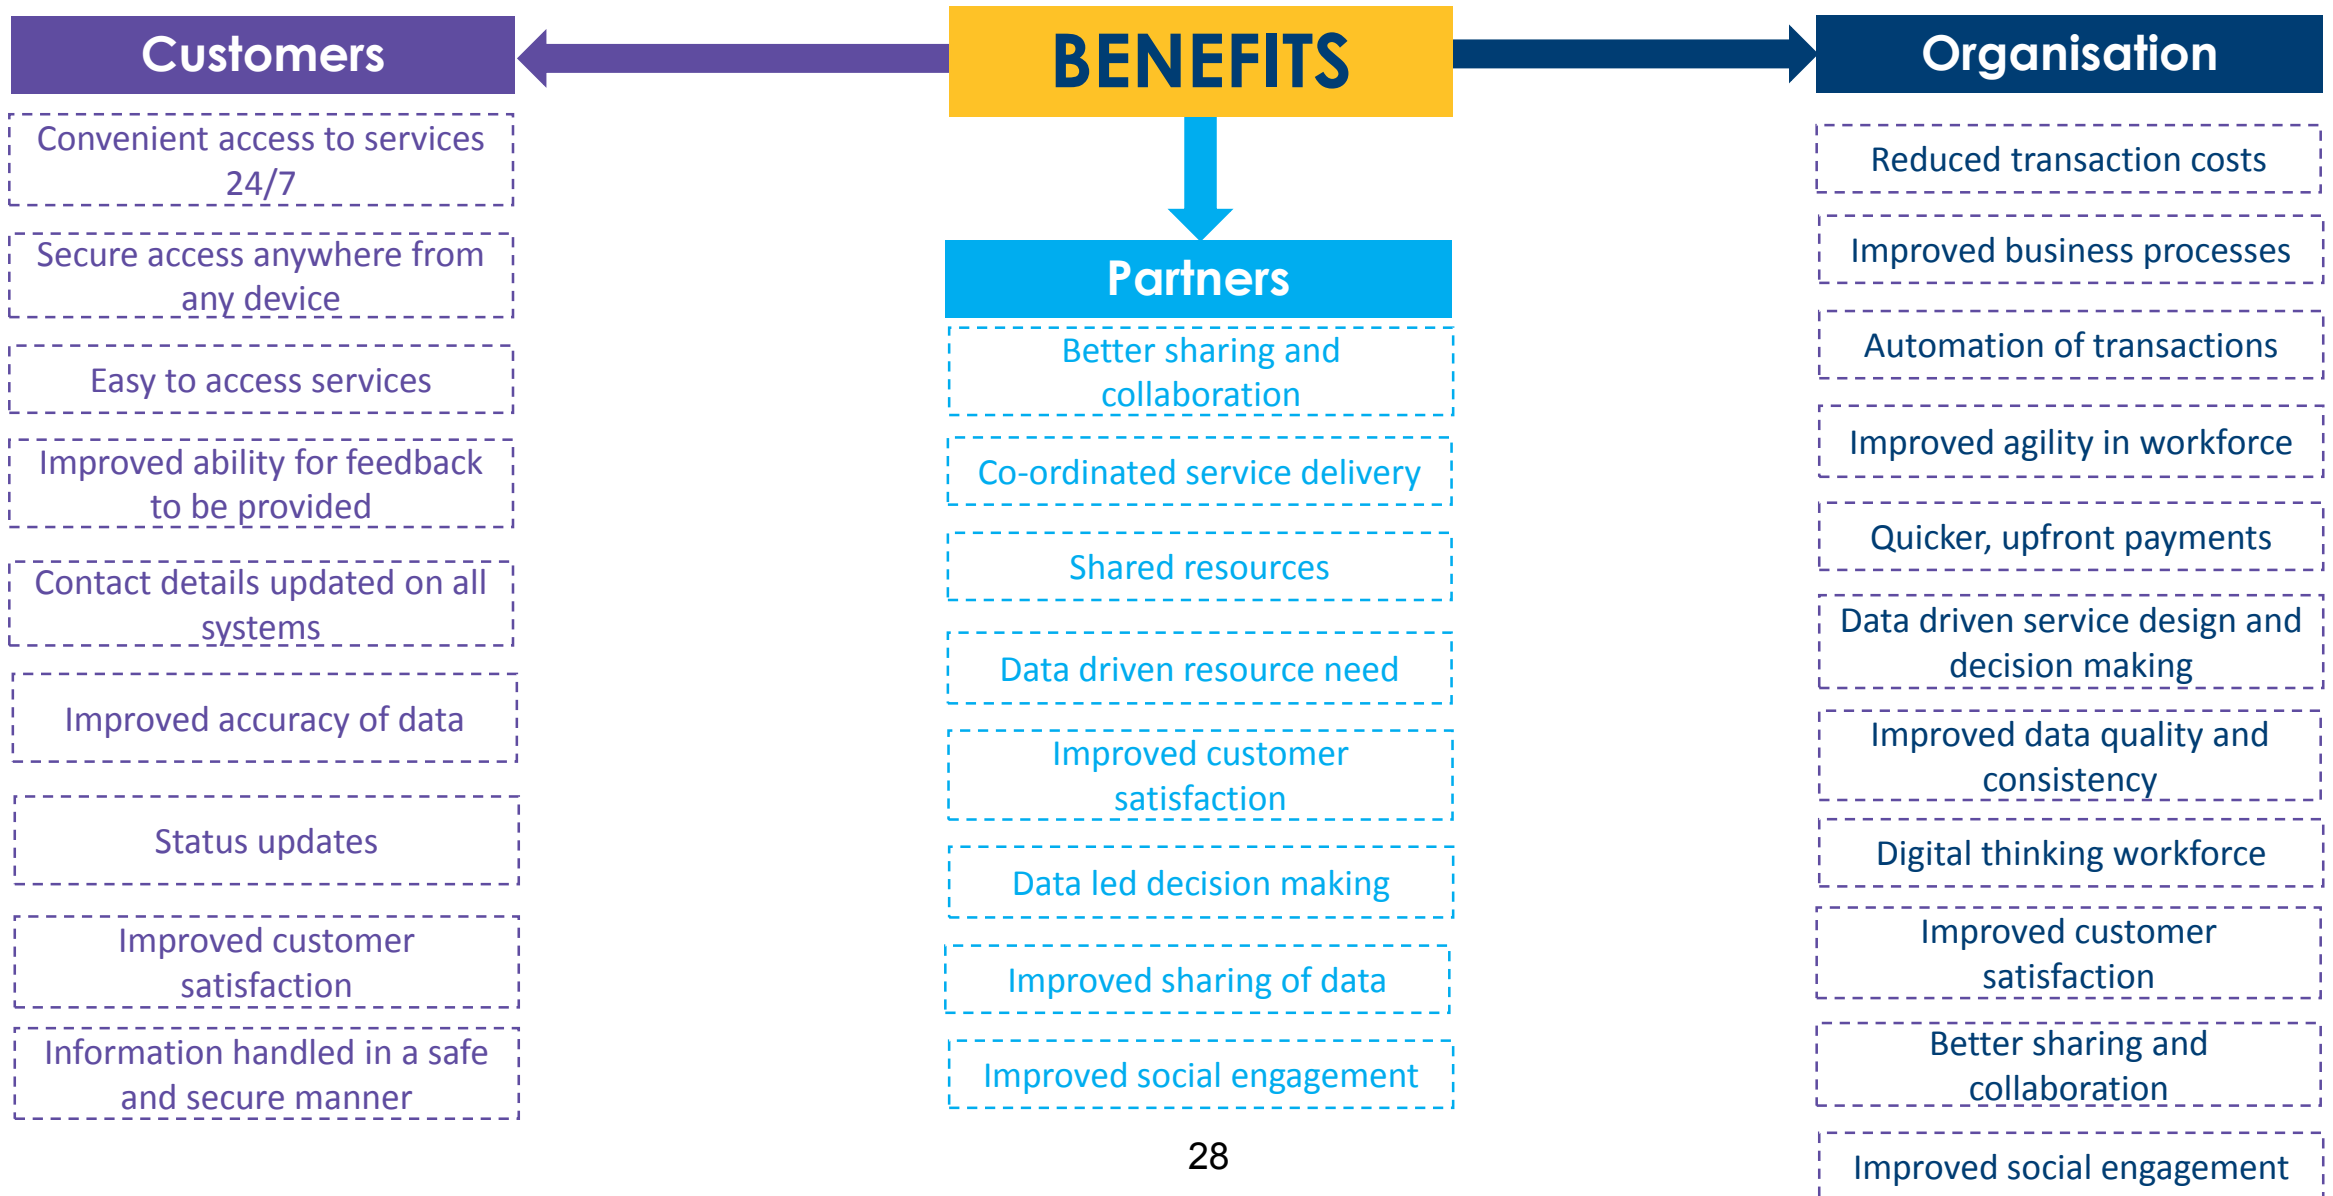 BENEFITS
Customers
Convenient access to services
24/7
Secure access anywhere from
any device
Easy to access services
Improved ability for feedback
to be provided
Contact details updated on all
systems
Improved accuracy of data
Status updates
Improved customer
satisfaction
Information handled in a safe
and secure manner
Partners
Better sharing and
collaboration
Co-ordinated service delivery
Shared resources
Data driven resource need
Improved customer
satisfaction
Data led decision making
Improved sharing of data
Improved social engagement
Organisation
Reduced transaction costs
Improved business processes
Automation of transactions
Improved agility in workforce
Quicker, upfront payments
Data driven service design and
decision making
Improved data quality and
consistency
Digital thinking workforce
Improved customer
satisfaction
Better sharing and
collaboration
Improved social engagement
28